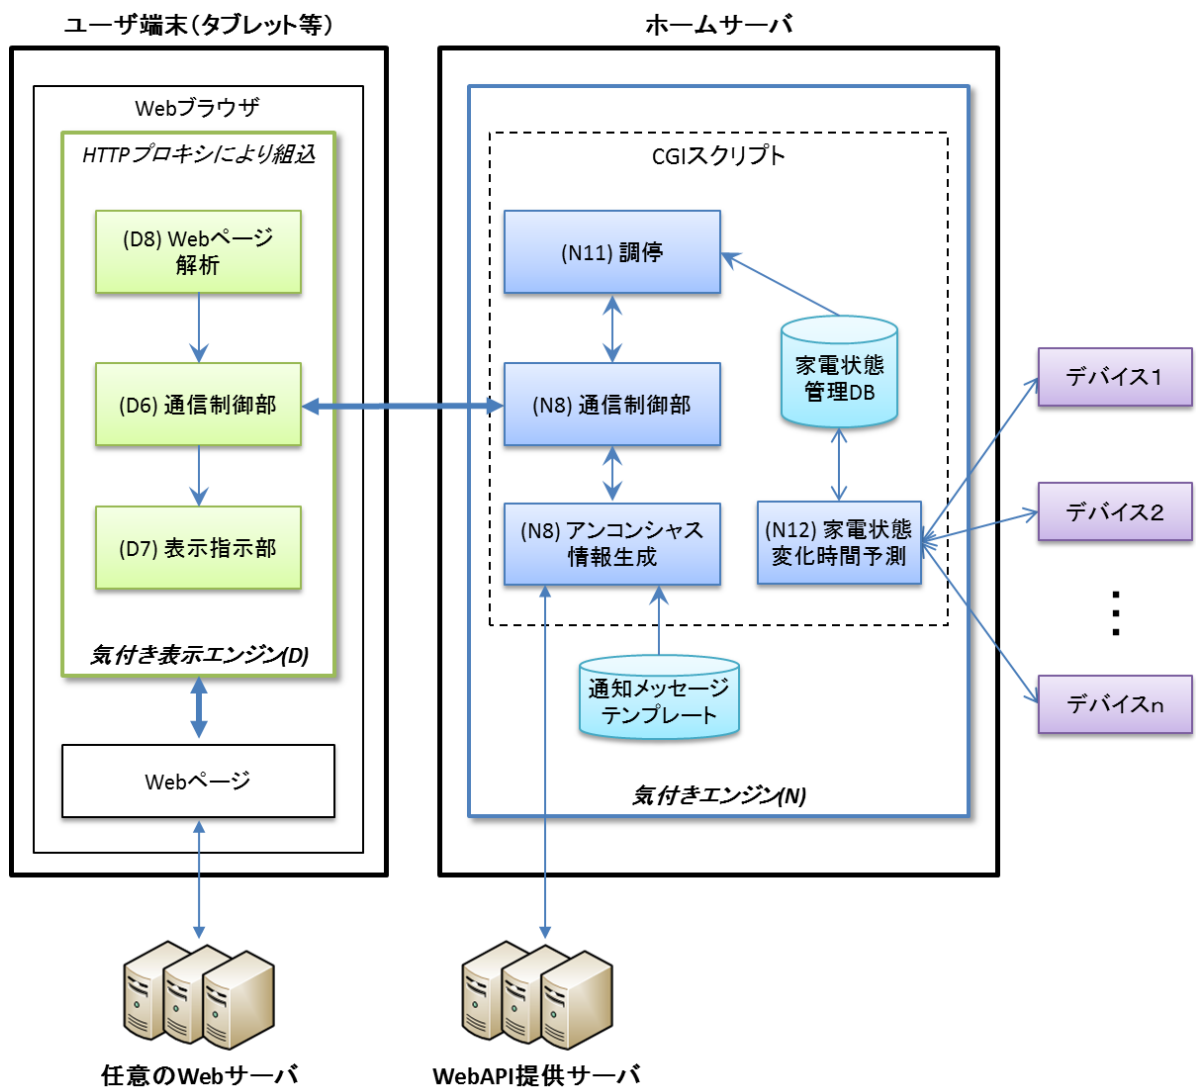 ユーザ端末（タブレット等）
Webブラウザ
HTTPプロキシにより組込
(D8) Webページ
解析
(D6) 通信制御部
(D7) 表示指示部
気付き表示エンジン(D)
Webページ
任意のWebサーバ
ホームサーバ
CGIスクリプト
(N11) 調停
家電状態
管理DB
(N8) 通信制御部
(N8) アンコンシャス
情報生成
(N12) 家電状態
変化時間予測
通知メッセージ
テンプレート
気付きエンジン(N)
WebAPI提供サーバ
デバイス1
デバイス２
⋮
デバイスn